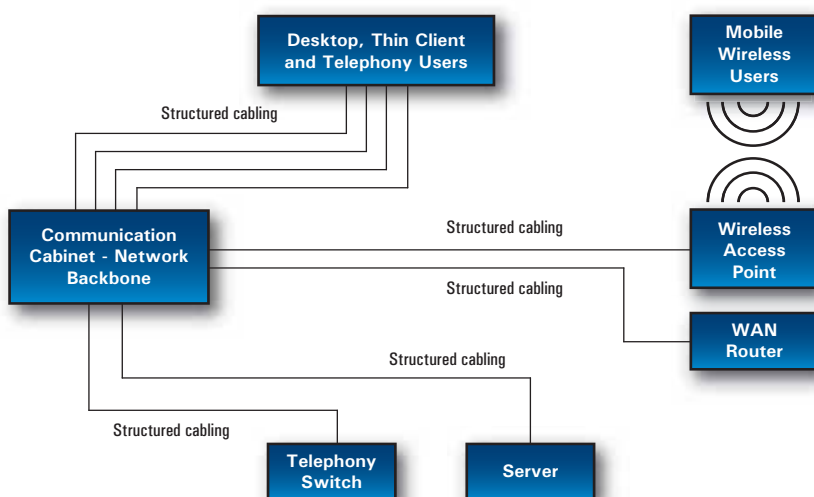 Desktop, Thin Client
and Telephony Users
Mobile
Wireless
Users
Structured cabling
Communication
Cabinet - Network
Backbone
Structured cabling
Wireless
Access
Point
Structured cabling
WAN
Router
Structured cabling
Structured cabling
Telephony
Switch
Server